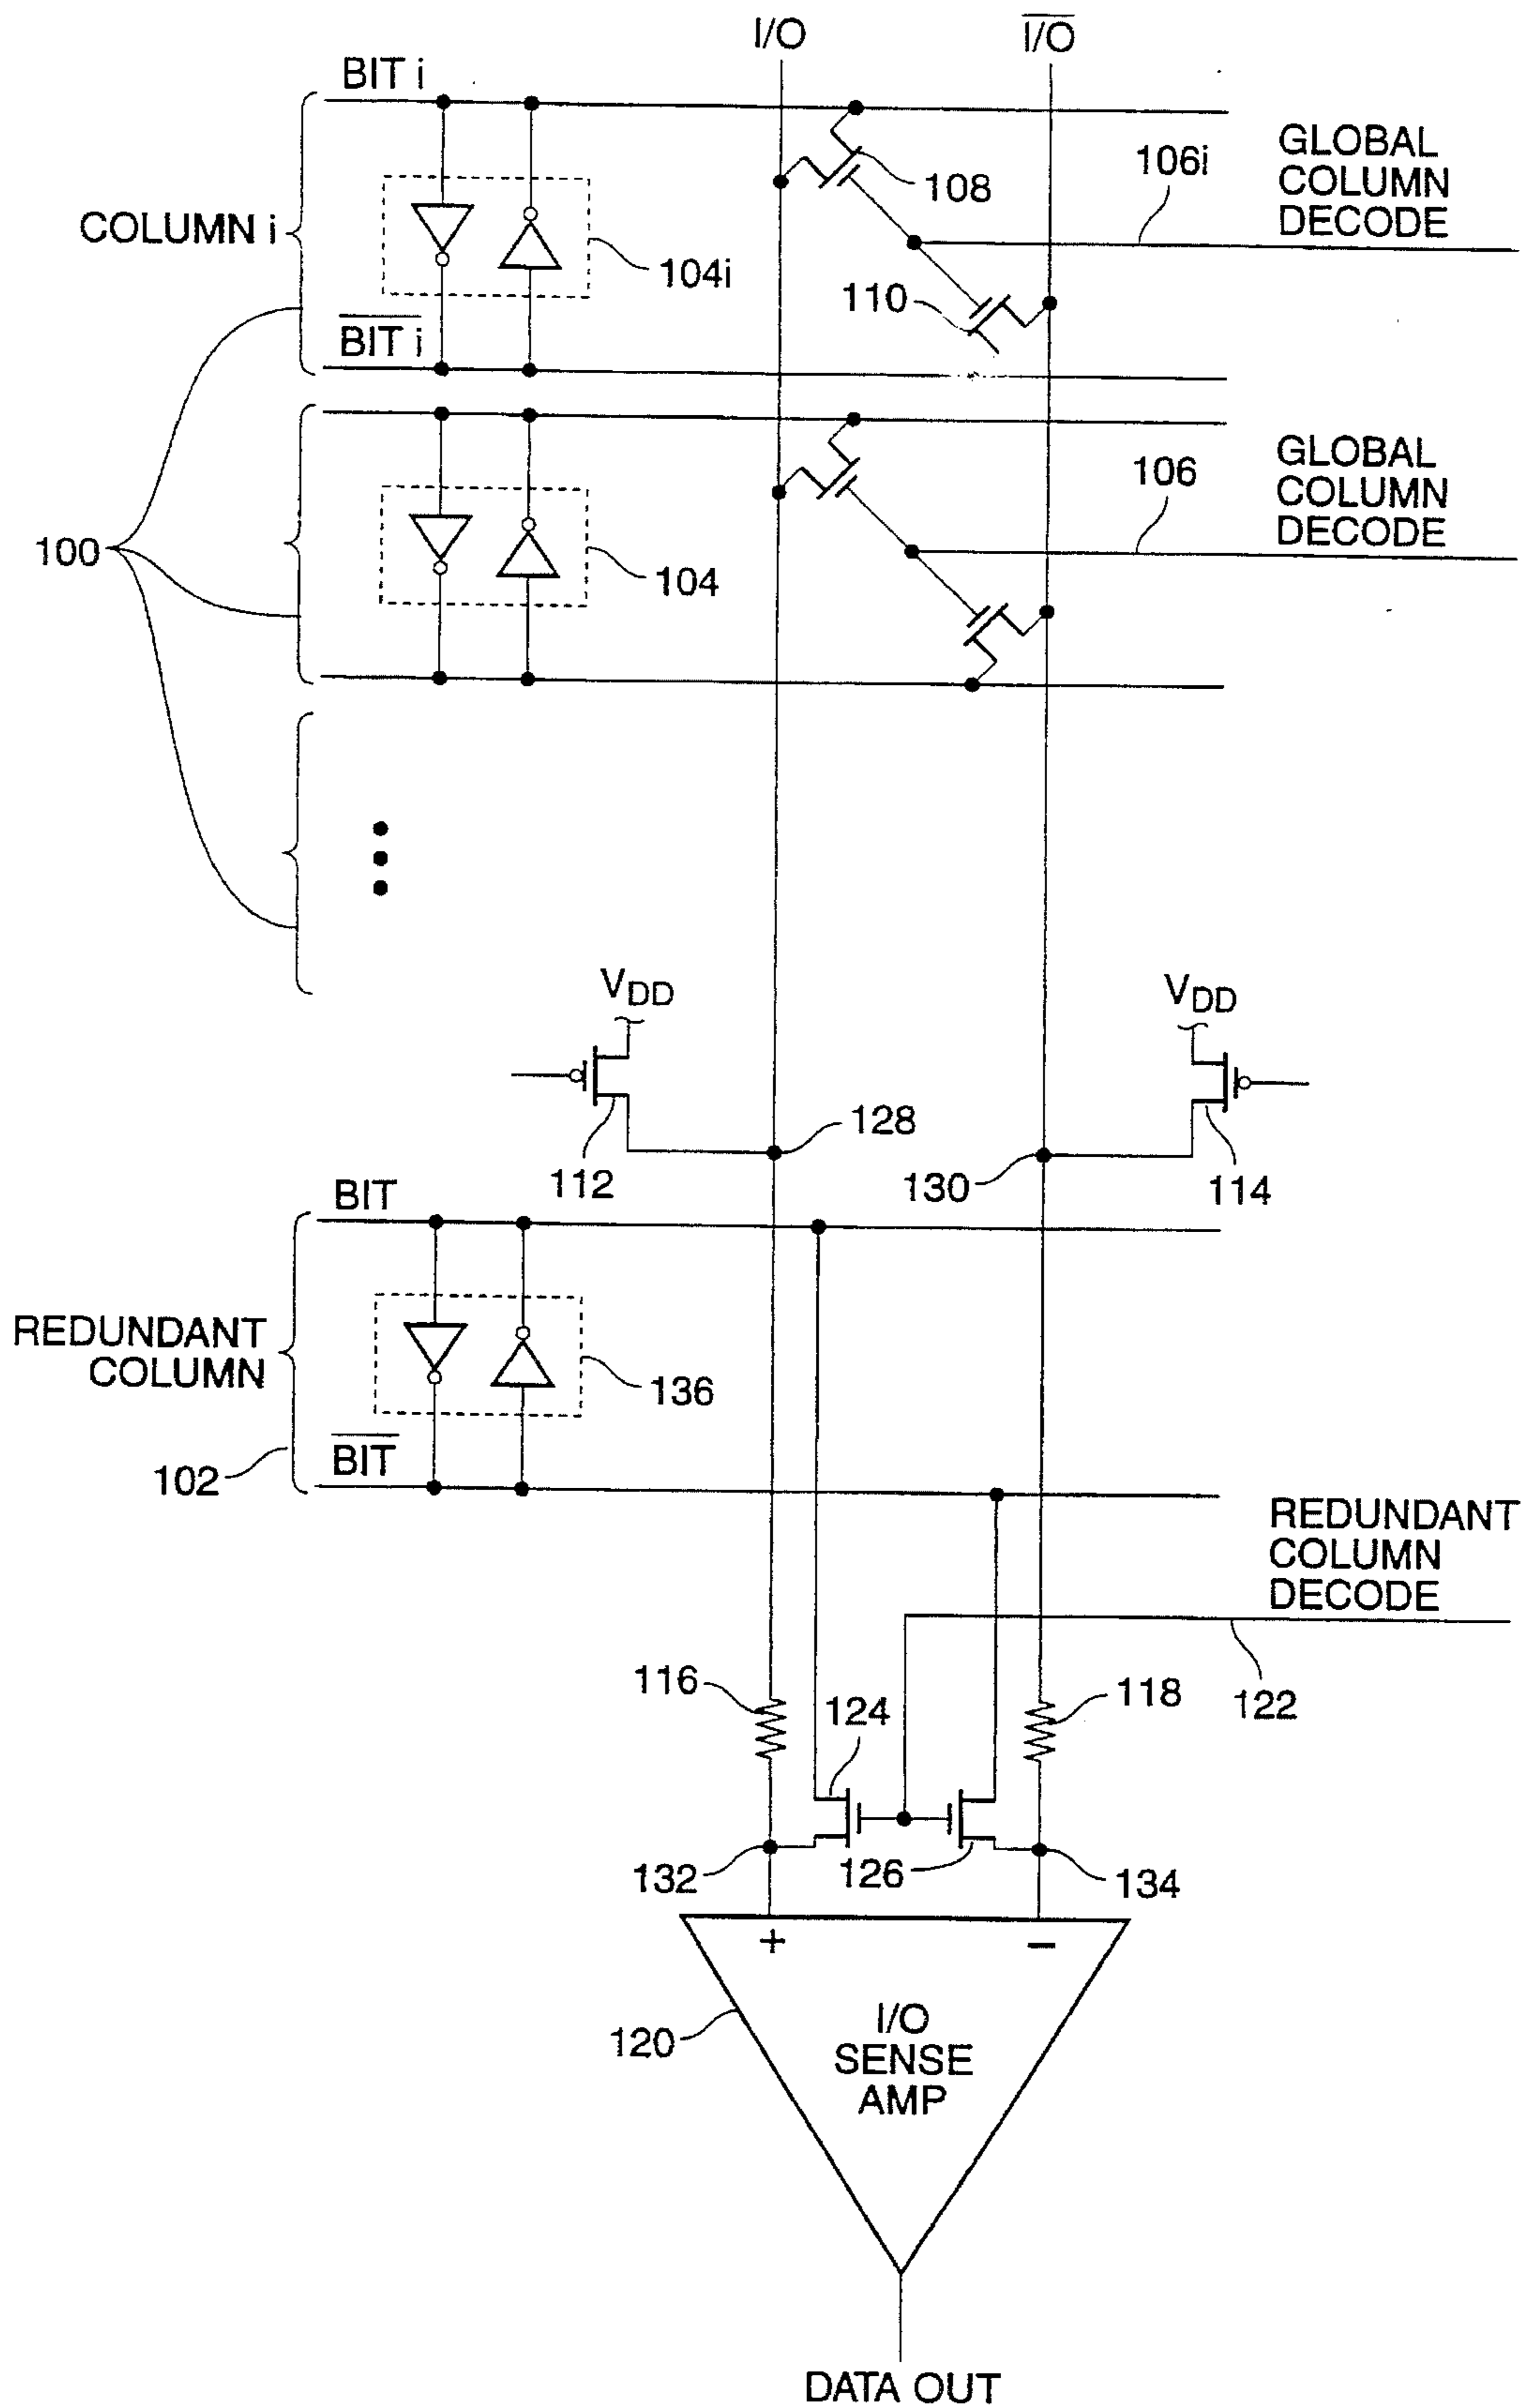 I/O
I/O
BIT i
GLOBAL
COLUMN
DECODE
106i
108
COLUMN i
104i
110
BIT i
GLOBAL
COLUMN
DECODE
106
100
104
VDD
VDD
128
112
130
114
BIT
REDUNDANT
COLUMN
136
BIT
102
REDUNDANT
COLUMN
DECODE
116
124
118
122
132
126
134
+
−
I/O
SENSE
AMP
120
DATA OUT